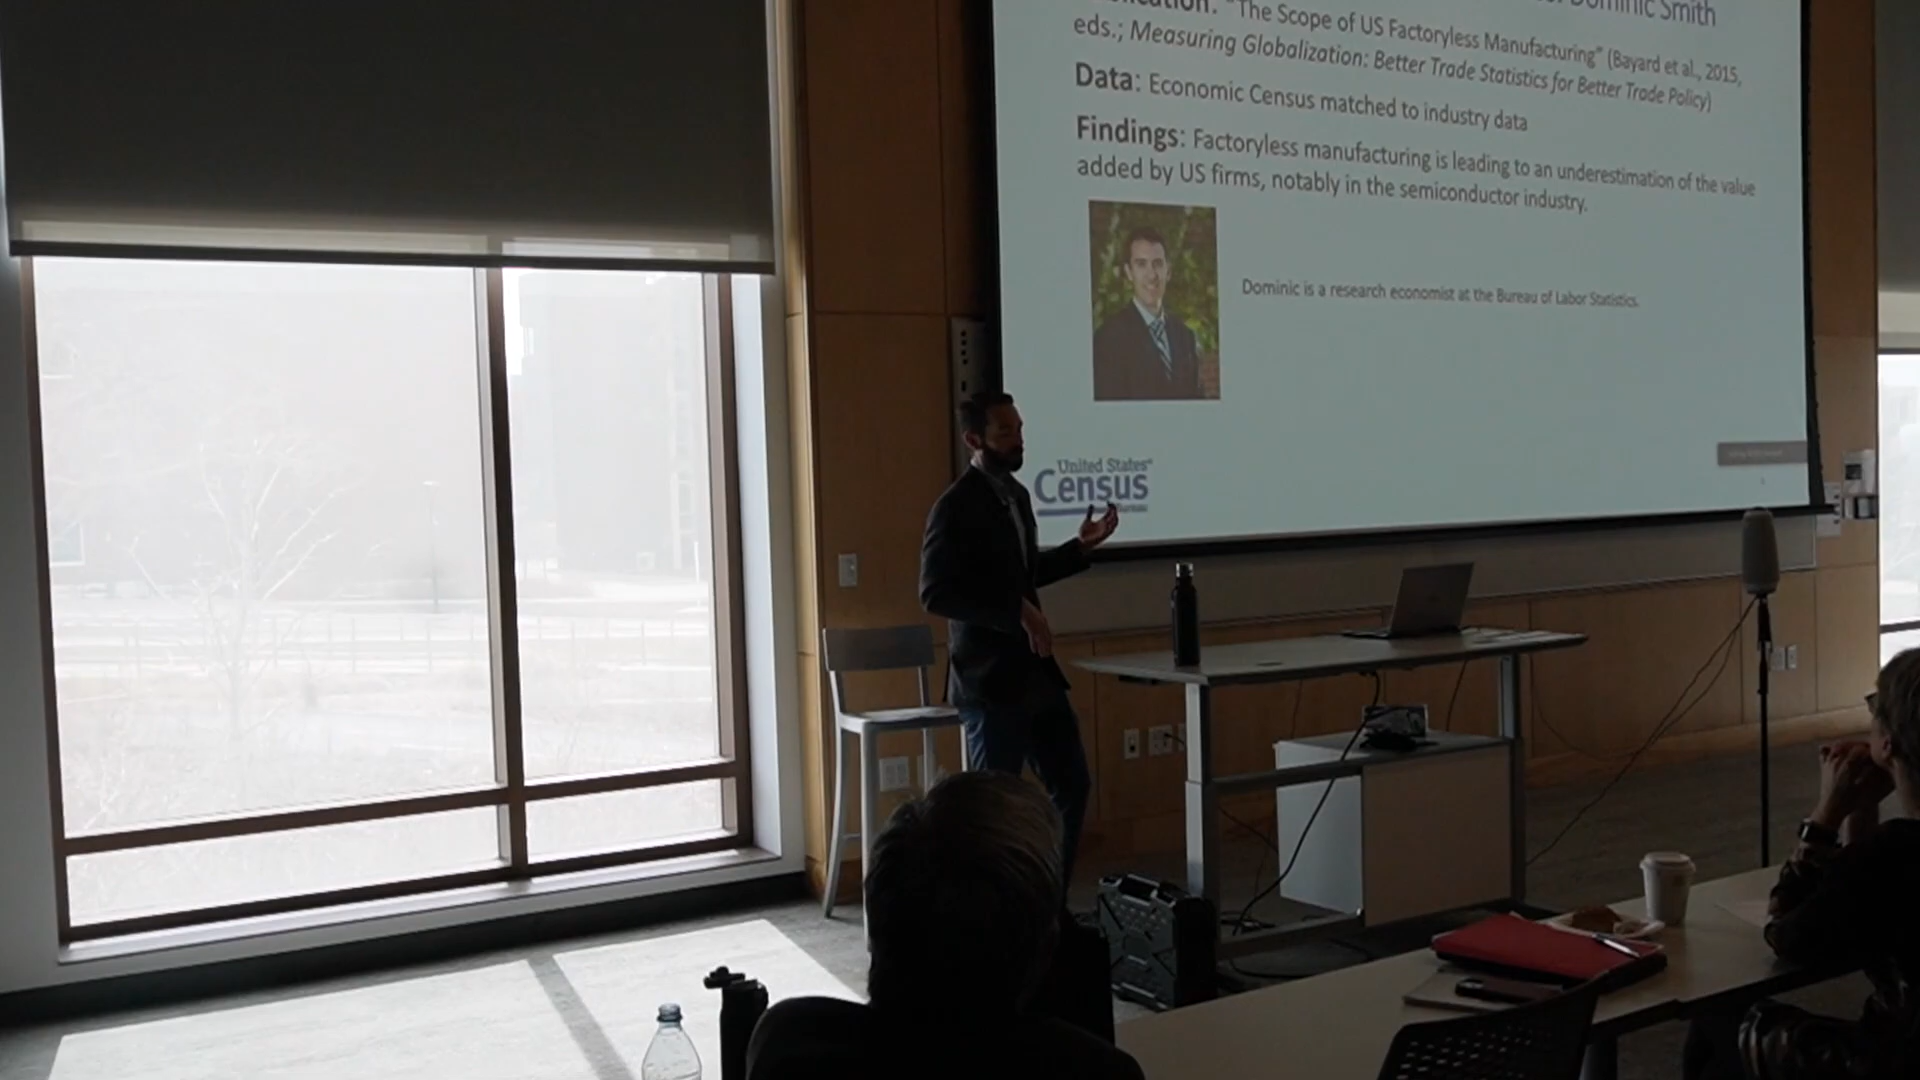 Dominic Smith
"The Scope of US Factoryless Manufacturing" (Bayard et al., 2015,
eds.; Measuring Globalization: Better Trade Statistics for Better Trade Policy)
Data: Economic Census matched to industry data
Findings: Factoryless manufacturing is leading to an underestimation of the value
added by US firms, notably in the semiconductor industry.
Dominic is a research economist at the Bureau of Labor Statistics.
United States
Census
Bureau